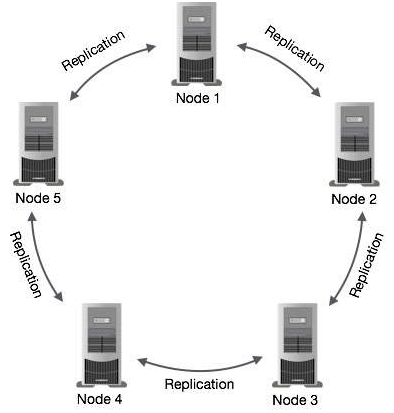 Replication
Replication
Node 1
Node 5
Node 2
Replication
Replication
Node 4
Replication
Node 3